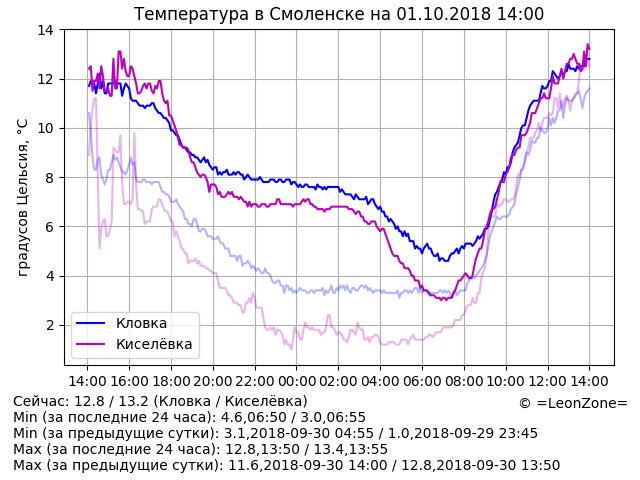 Температура в Смоленске на 01.10.2018 14:00
градусов Цельсия, °C
14
12
10
8
6
4
2
Кловка
Киселёвка
14:00 16:00 18:00 20:00 22:00 00:00 02:00 04:00 06:00 08:00 10:00 12:00 14:00
Сейчас: 12.8 / 13.2 (Кловка / Киселёвка)
© =LeonZone=
Min (за последние 24 часа): 4.6,06:50 / 3.0,06:55
Min (за предыдущие сутки): 3.1,2018-09-30 04:55 / 1.0,2018-09-29 23:45
Max (за последние 24 часа): 12.8,13:50 / 13.4,13:55
Max (за предыдущие сутки): 11.6,2018-09-30 14:00 / 12.8,2018-09-30 13:50